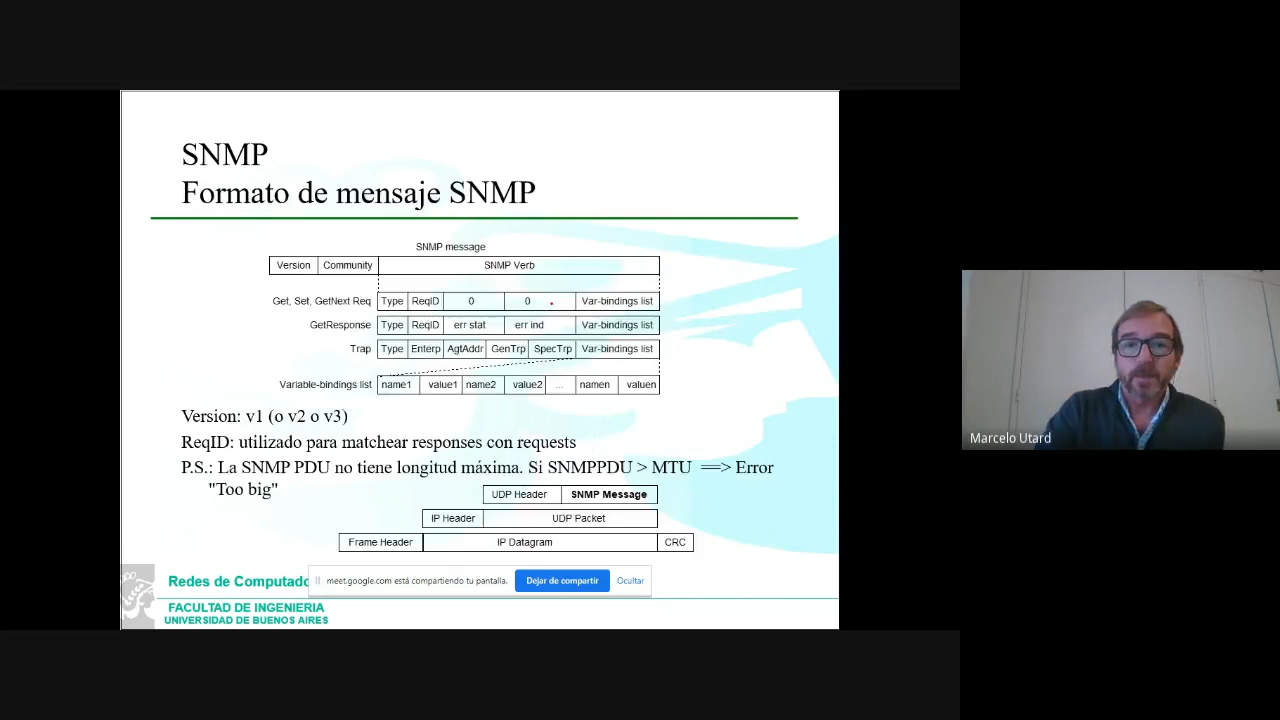 SNMP
Formato de mensaje SNMP
SNMP message
Version Community SNMP Verb
Get, Set, GetNext Req Type ReqID 0 0 Var-bindings list
GetResponse Type ReqID err stat err ind Var-bindings list
Trap Type Enterp AgtAddr GenTrp SpecTrp Var-bindings list
Variable-bindings list name1 value1 name2 value2 ... namen valuen
Version: v1 (o v2 o v3)
ReqID: utilizado para matchear responses con requests
P.S.: La SNMP PDU no tiene longitud máxima. Si SNMPPDU > MTU ==> Error
"Too big"
UDP Header SNMP Message
IP Header UDP Packet
Frame Header IP Datagram CRC
Redes de Computado
meet.google.com está compartiendo tu pantalla. Dejar de compartir Ocultar
FACULTAD DE INGENIERIA
UNIVERSIDAD DE BUENOS AIRES
Marcelo Utard